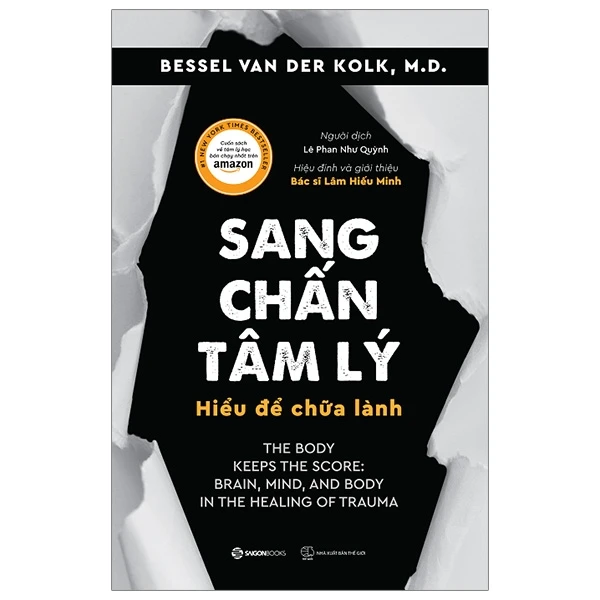 BESSEL VAN DER KOLK, M.D.
#1 NEW YORK TIMES BESTSELLER
Cuốn sách
về tâm lý học
bán chạy nhất trên
amazon
Người dịch
Lê Phan Như Quỳnh
Hiệu đính và giới thiệu
Bác sĩ Lâm Hiếu Minh
SANG
CHẤN
TÂM LÝ
Hiểu để chữa lành
THE BODY
KEEPS THE SCORE:
BRAIN, MIND, AND BODY
IN THE HEALING OF TRAUMA
SAIGONBOOKS
NHÀ XUẤT BẢN THẾ GIỚI